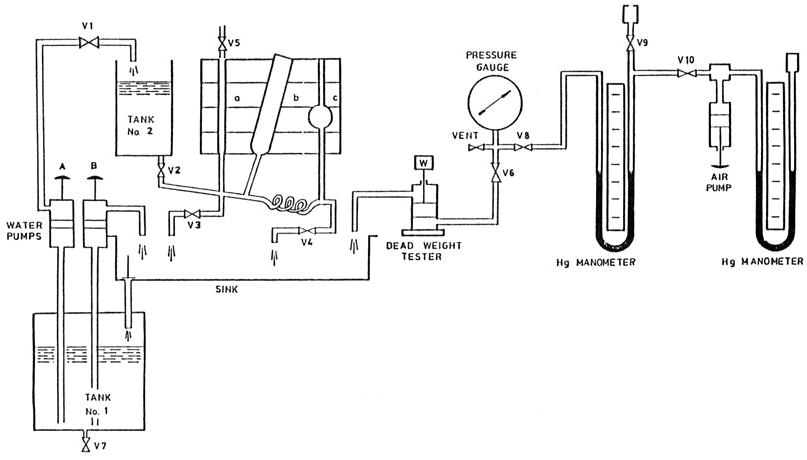 V1
V5
TANK
No. 2
a
b
c
V2
A
B
WATER
PUMPS
V3
V4
SINK
TANK
No. 1
V7
W
DEAD WEIGHT
TESTER
PRESSURE
GAUGE
VENT
V8
V6
V9
V10
AIR
PUMP
Hg MANOMETER
Hg MANOMETER